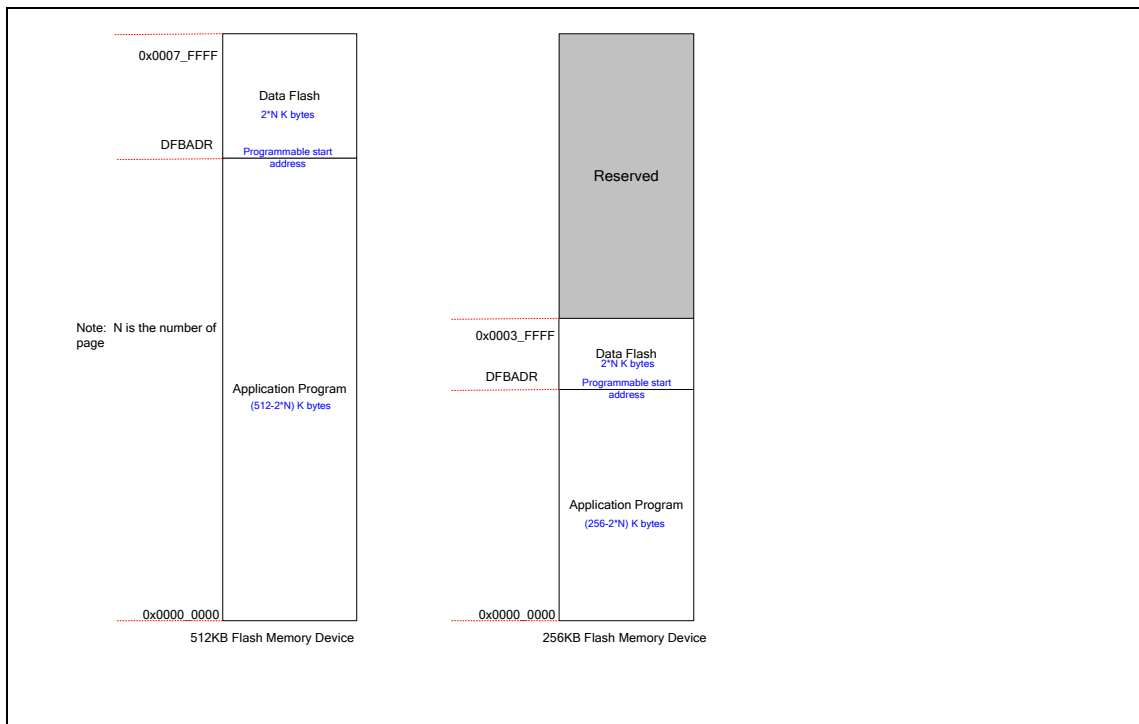 0x0007_FFFF
Data Flash
2*N K bytes
DFBADR
Programmable start
address
Note: N is the number of
page
Application Program
(512-2*N) K bytes
0x0000_0000
512KB Flash Memory Device
Reserved
0x0003_FFFF
Data Flash
2*N K bytes
DFBADR
Programmable start
address
Application Program
(256-2*N) K bytes
0x0000_0000
256KB Flash Memory Device